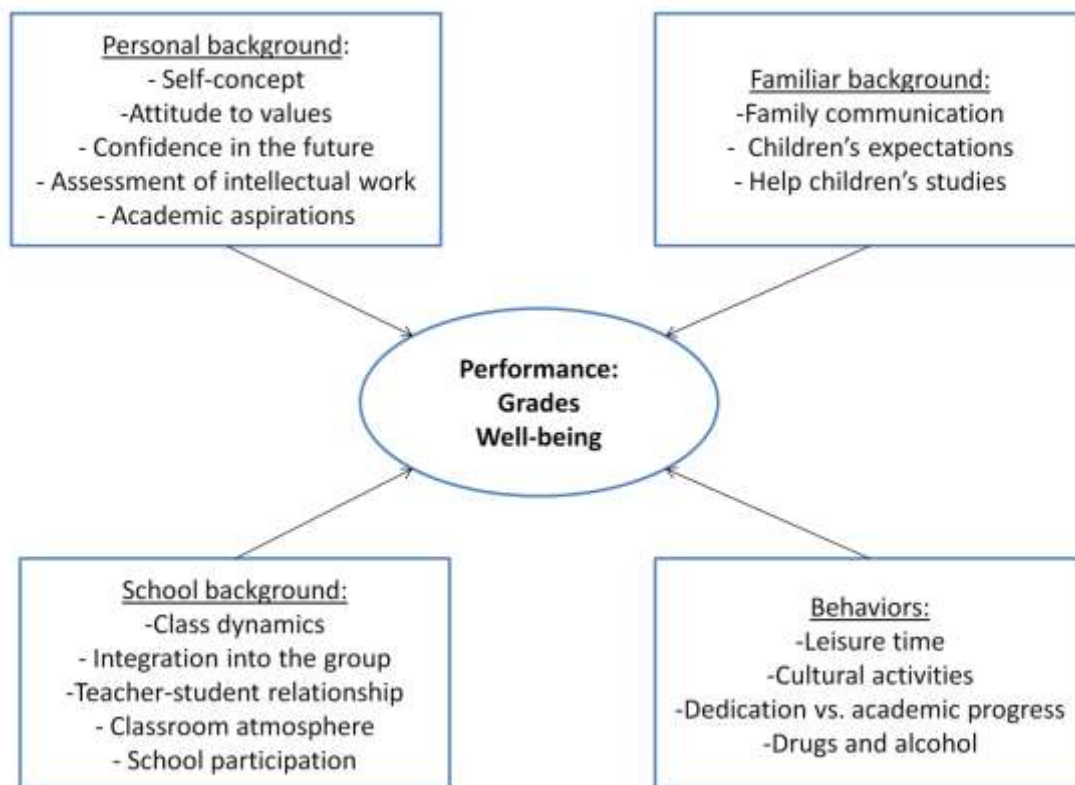 Personal background:
- Self-concept
-Attitude to values
- Confidence in the future
- Assessment of intellectual work
- Academic aspirations
Familiar background:
-Family communication
- Children's expectations
- Help children's studies
Performance:
Grades
Well-being
School background:
-Class dynamics
- Integration into the group
-Teacher-student relationship
- Classroom atmosphere
- School participation
Behaviors:
-Leisure time
-Cultural activities
-Dedication vs. academic progress
-Drugs and alcohol